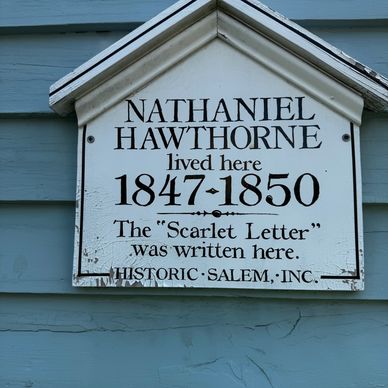 NATHANIEL
HAWTHORNE
lived here
1847-1850
The "Scarlet Letter"
was written here.
HISTORIC·SALEM,·INC.